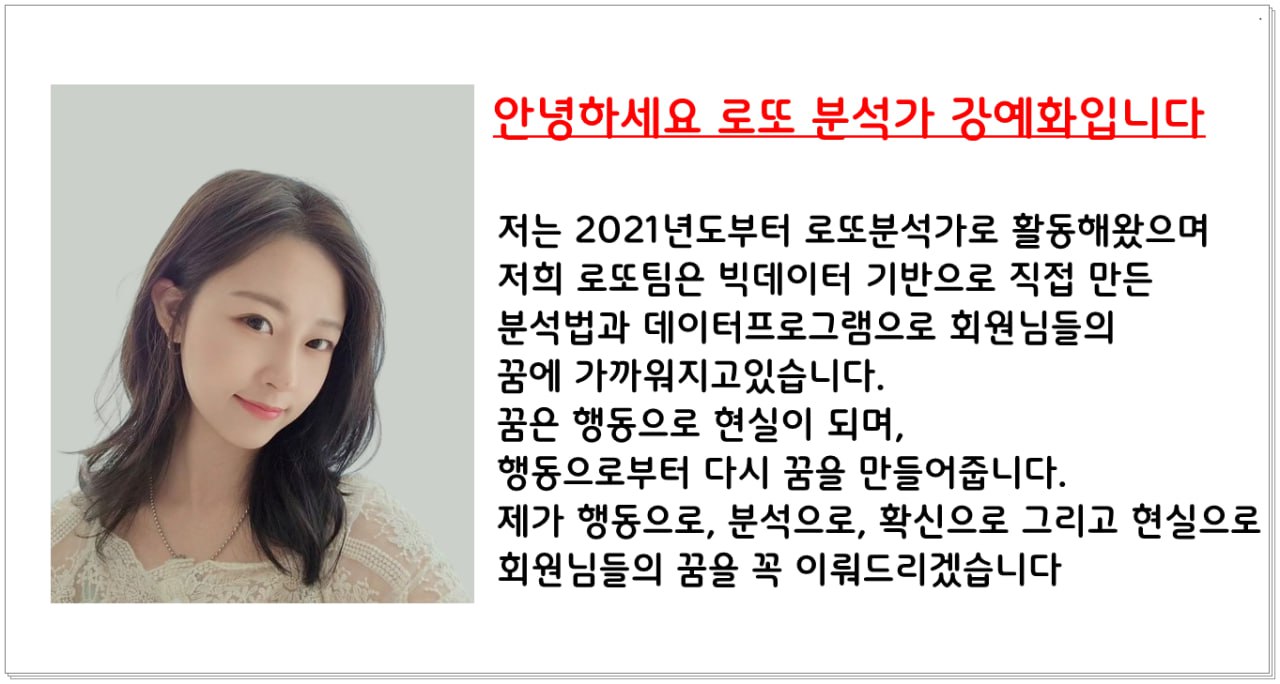 안녕하세요 로또 분석가 강예화입니다
저는 2021년도부터 로또분석가로 활동해왔으며
저희 로또팀은 빅데이터 기반으로 직접 만든
분석법과 데이터프로그램으로 회원님들의
꿈에 가까워지고있습니다.
꿈은 행동으로 현실이 되며,
행동으로부터 다시 꿈을 만들어줍니다.
제가 행동으로, 분석으로, 확신으로 그리고 현실으로
회원님들의 꿈을 꼭 이뤄드리겠습니다